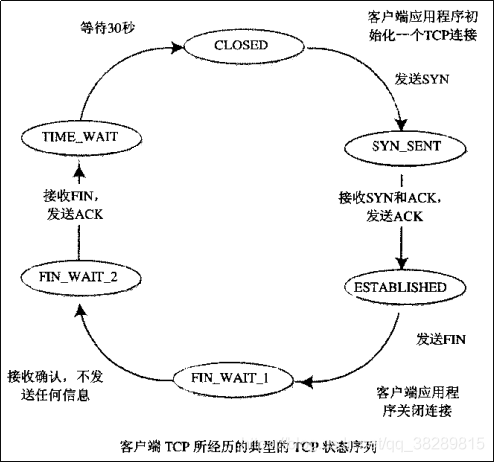 等待30秒
CLOSED
客户端应用程序初
始化一个TCP连接
发送SYN
TIME_WAIT
SYN_SENT
接收FIN,
发送ACK
接收SYN和ACK,
发送ACK
FIN_WAIT_2
ESTABLISHED
发送FIN
接收确认，不发
送任何信息
FIN_WAIT_1
客户端应用程
序关闭连接
客户端 TCP 所经历的典型的 TCP 状态序列
qq_38289815